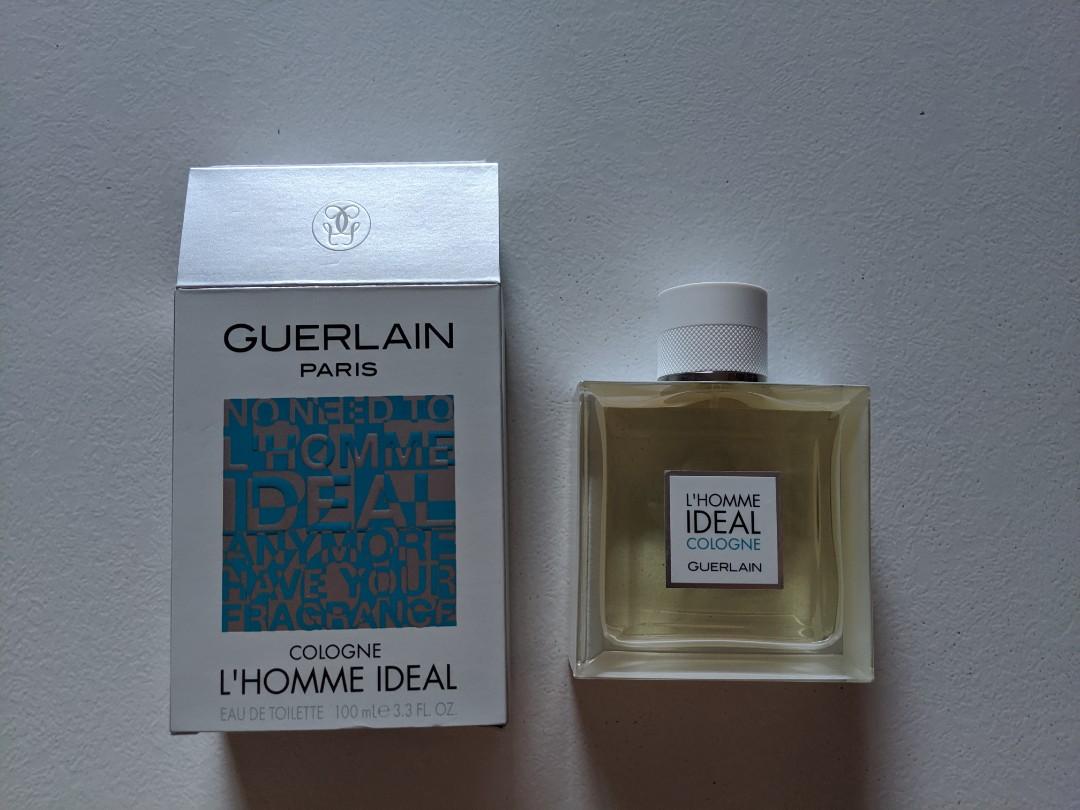 GUERLAIN
PARIS
NO NEED TO
L'HOMME
IDEAL
ANYMORE
HAVE YOUR
FRAGRANCE
COLOGNE
L'HOMME IDEAL
EAU DE TOILETTE 100 mL e 3.3 FL. OZ.
L'HOMME
IDEAL
COLOGNE
GUERLAIN